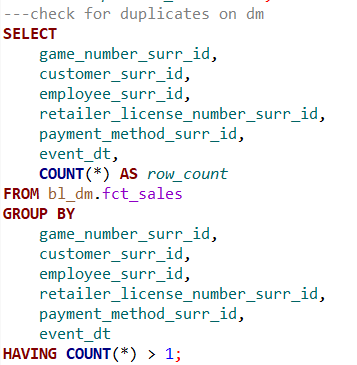 ---check for duplicates on dm
SELECT
    game_number_surr_id,
    customer_surr_id,
    employee_surr_id,
    retailer_license_number_surr_id,
    payment_method_surr_id,
    event_dt,
    COUNT(*) AS row_count
FROM bl_dm.fct_sales
GROUP BY
    game_number_surr_id,
    customer_surr_id,
    employee_surr_id,
    retailer_license_number_surr_id,
    payment_method_surr_id,
    event_dt
HAVING COUNT(*) > 1;